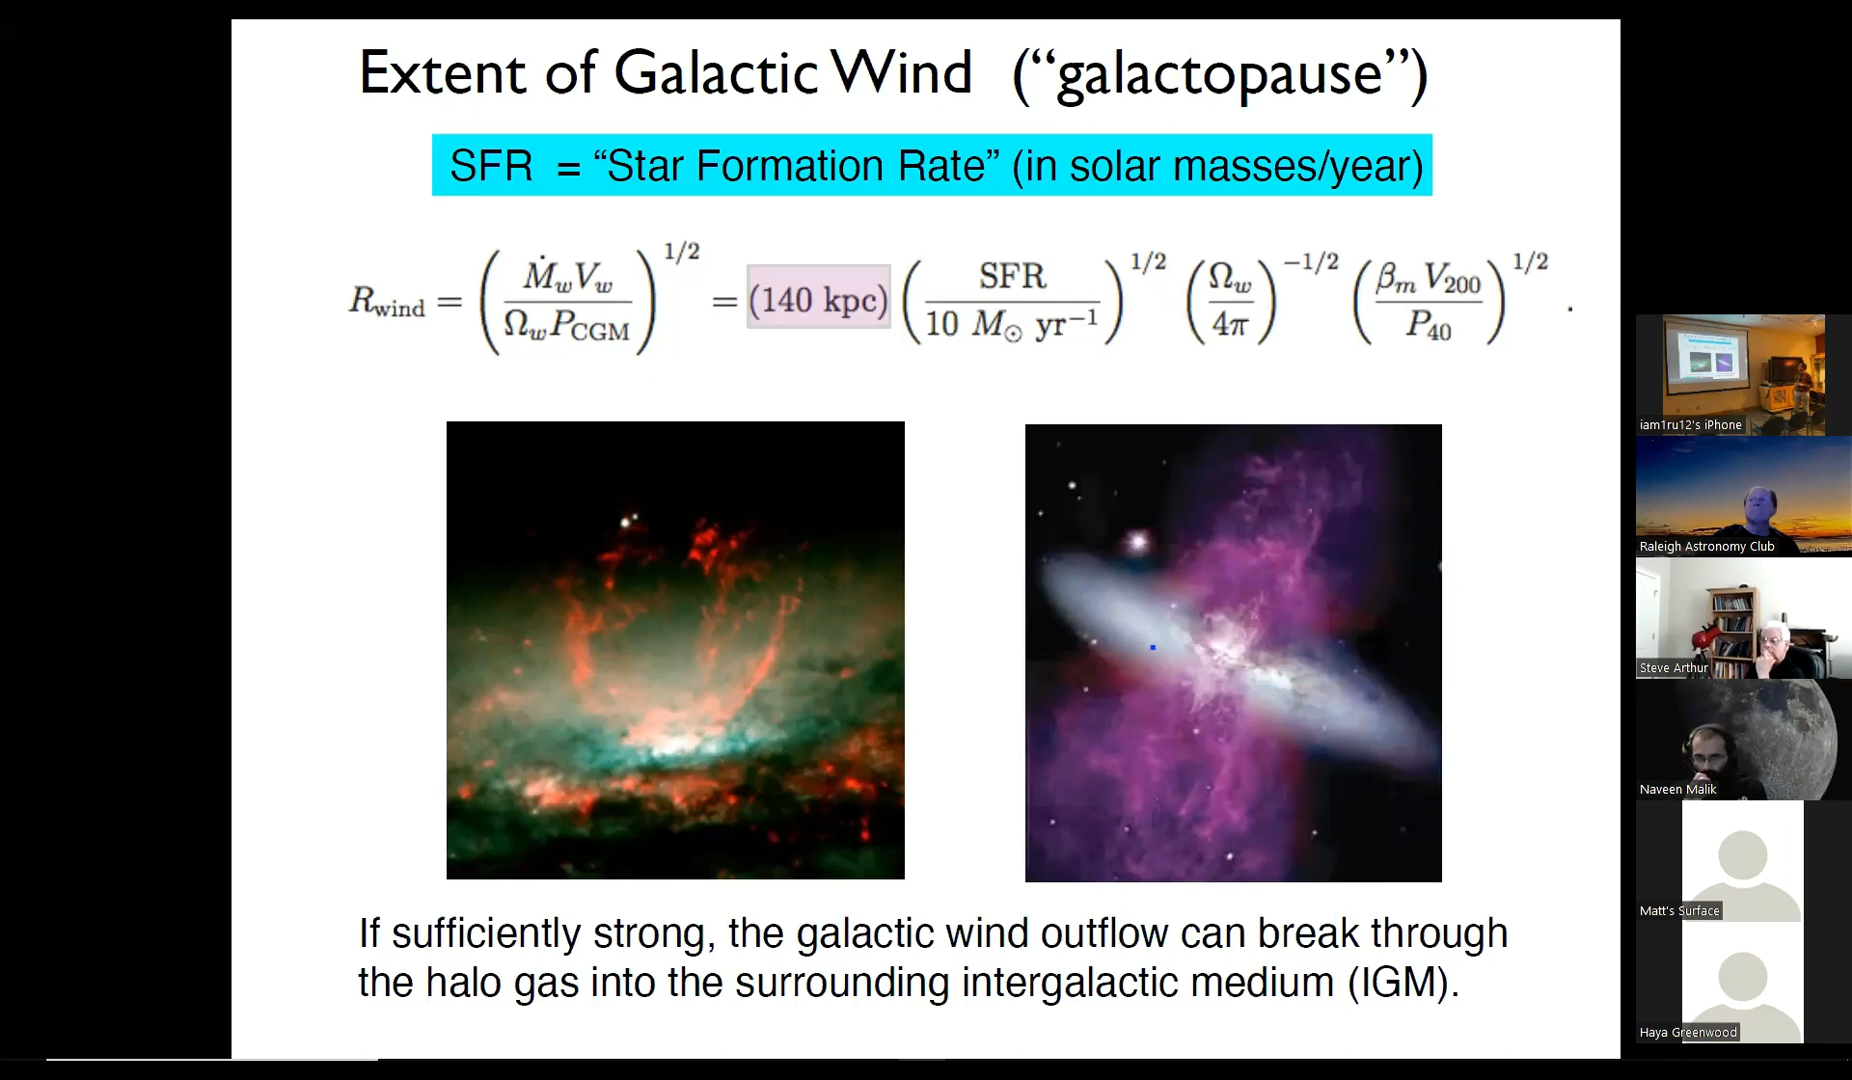 Extent of Galactic Wind ("galactopause")
SFR = “Star Formation Rate” (in solar masses/year)
R_wind = ( Ṁ_w V_w / Ω_w P_CGM )^1/2 = (140 kpc) ( SFR / 10 M_⊙ yr^−1 )^1/2 ( Ω_w / 4π )^−1/2 ( β_m V_200 / P_40 )^1/2 .
If sufficiently strong, the galactic wind outflow can break through
the halo gas into the surrounding intergalactic medium (IGM).
iam1ru12's iPhone
Raleigh Astronomy Club
Steve Arthur
Naveen Malik
Matt's Surface
Haya Greenwood